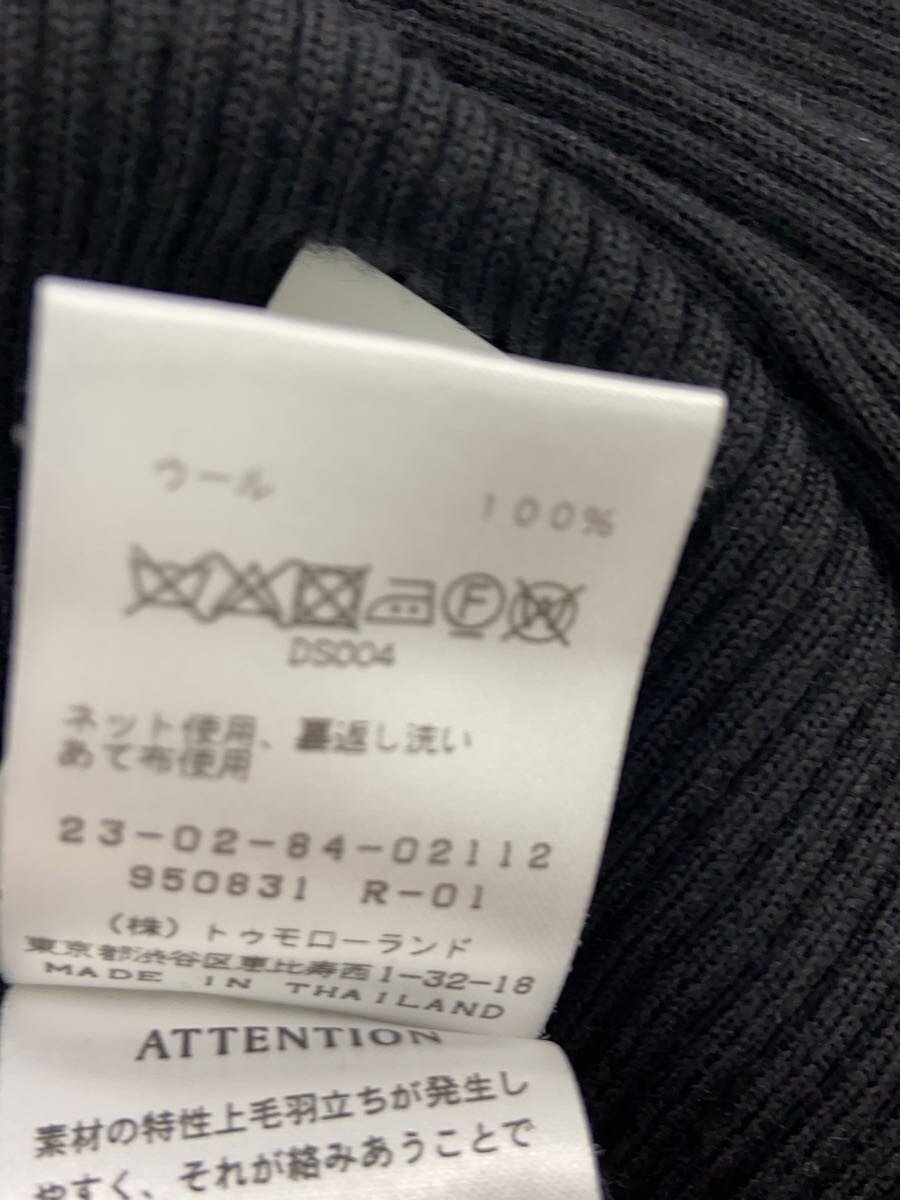 ウール 100%
F W
DS004
ネット使用、裏返し洗い
あて布使用
23-02-84-02112
950831 R-01
(株)トゥモローランド
東京都渋谷区恵比寿西1-32-18
MADE IN THAILAND
ATTENTION
素材の特性上毛羽立ちが発生し
やすく、それが絡みあうことで